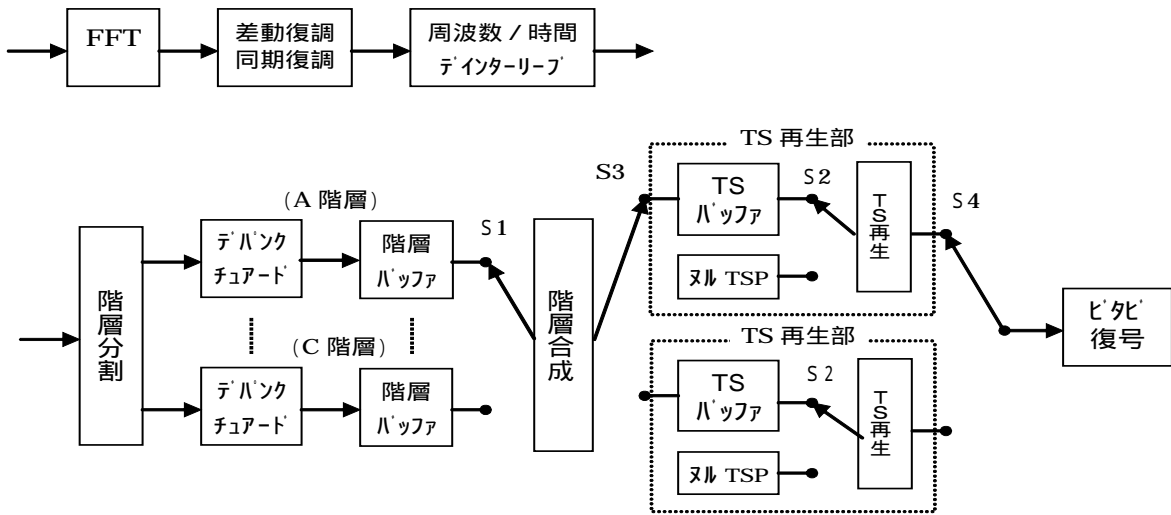 FFT
差動復調
同期復調
周波数 / 時間
ﾃﾞｲﾝﾀｰﾘｰﾌﾞ
階層分割
(A 階層)
ﾃﾞﾊﾟﾝｸ
ﾁｭｱｰﾄﾞ
階層
ﾊﾞｯﾌｧ
S1
(C 階層)
ﾃﾞﾊﾟﾝｸ
ﾁｭｱｰﾄﾞ
階層
ﾊﾞｯﾌｧ
階層合成
S3
TS 再生部
TS
ﾊﾞｯﾌｧ
S2
TS再生
ﾇﾙ TSP
S4
TS 再生部
TS
ﾊﾞｯﾌｧ
S2
TS再生
ﾇﾙ TSP
ﾋﾞﾀﾋﾞ
復号